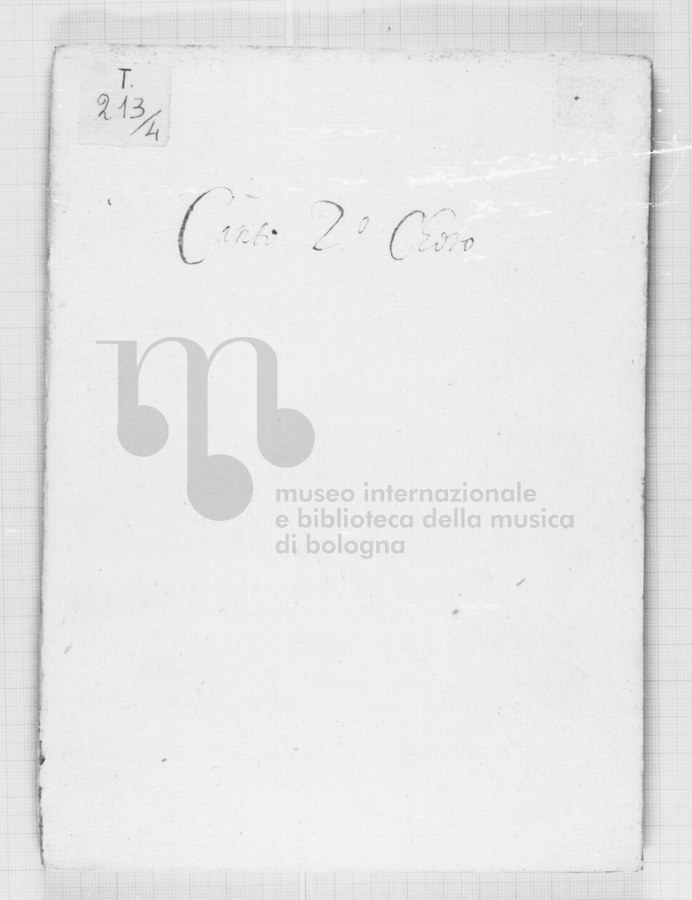 T.
213/4
Canto 2.º Choro
museo internazionale
e biblioteca della musica
di bologna